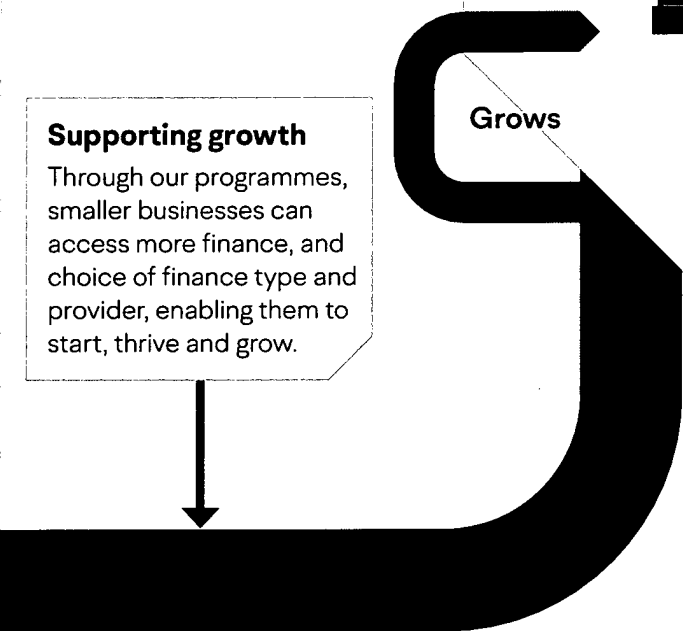 Grows
Supporting growth
Through our programmes,
smaller businesses can
access more finance, and
choice of finance type and
provider, enabling them to
start, thrive and grow.